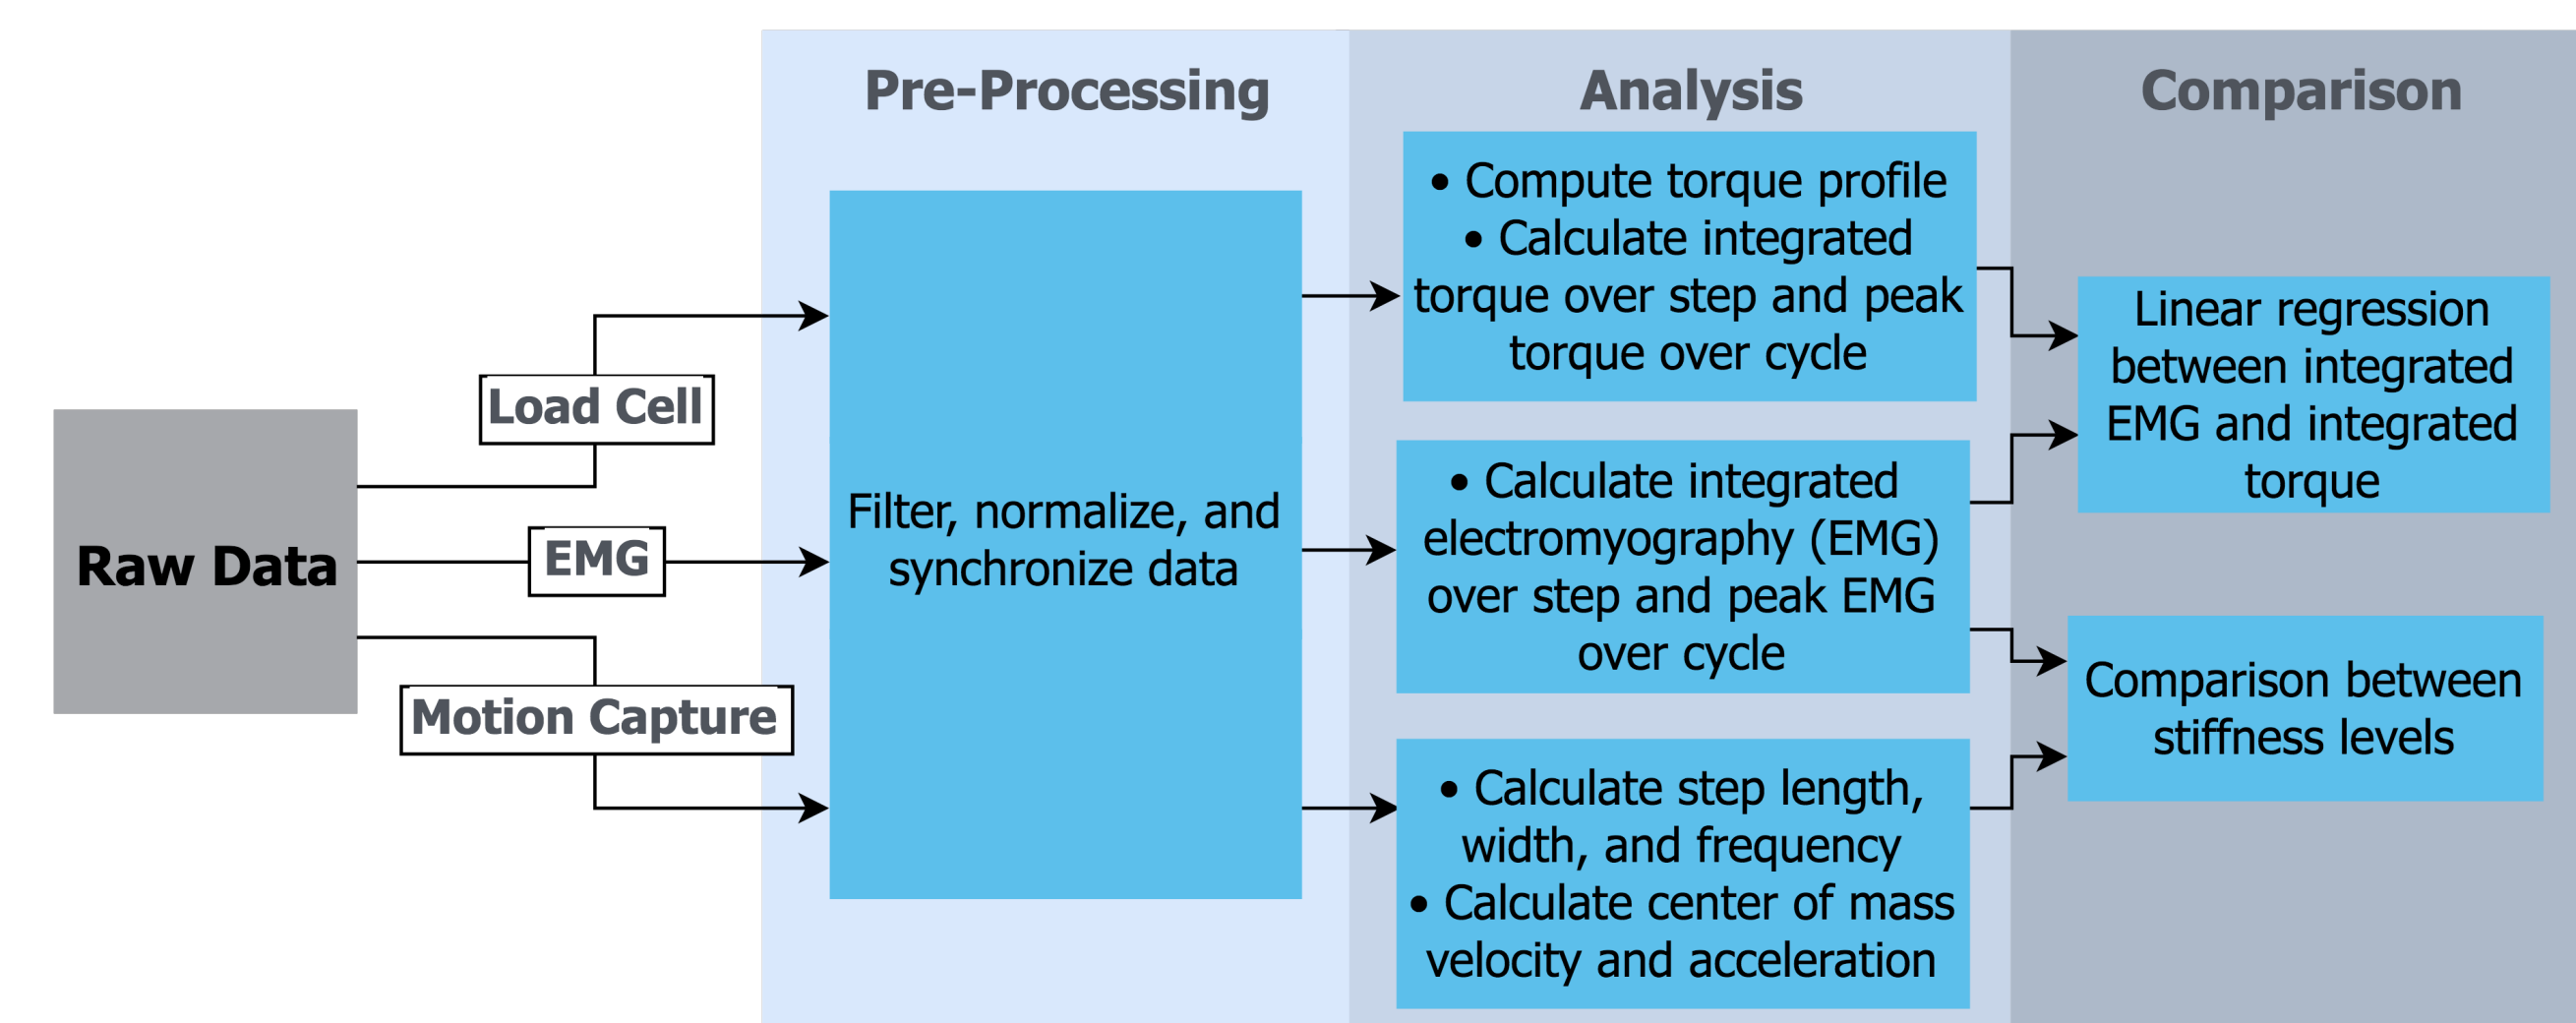 Pre-Processing
Analysis
Comparison
Raw Data
Load Cell
EMG
Motion Capture
Filter, normalize, and
synchronize data
• Compute torque profile
• Calculate integrated
torque over step and peak
torque over cycle
• Calculate integrated
electromyography (EMG)
over step and peak EMG
over cycle
• Calculate step length,
width, and frequency
• Calculate center of mass
velocity and acceleration
Linear regression
between integrated
EMG and integrated
torque
Comparison between
stiffness levels